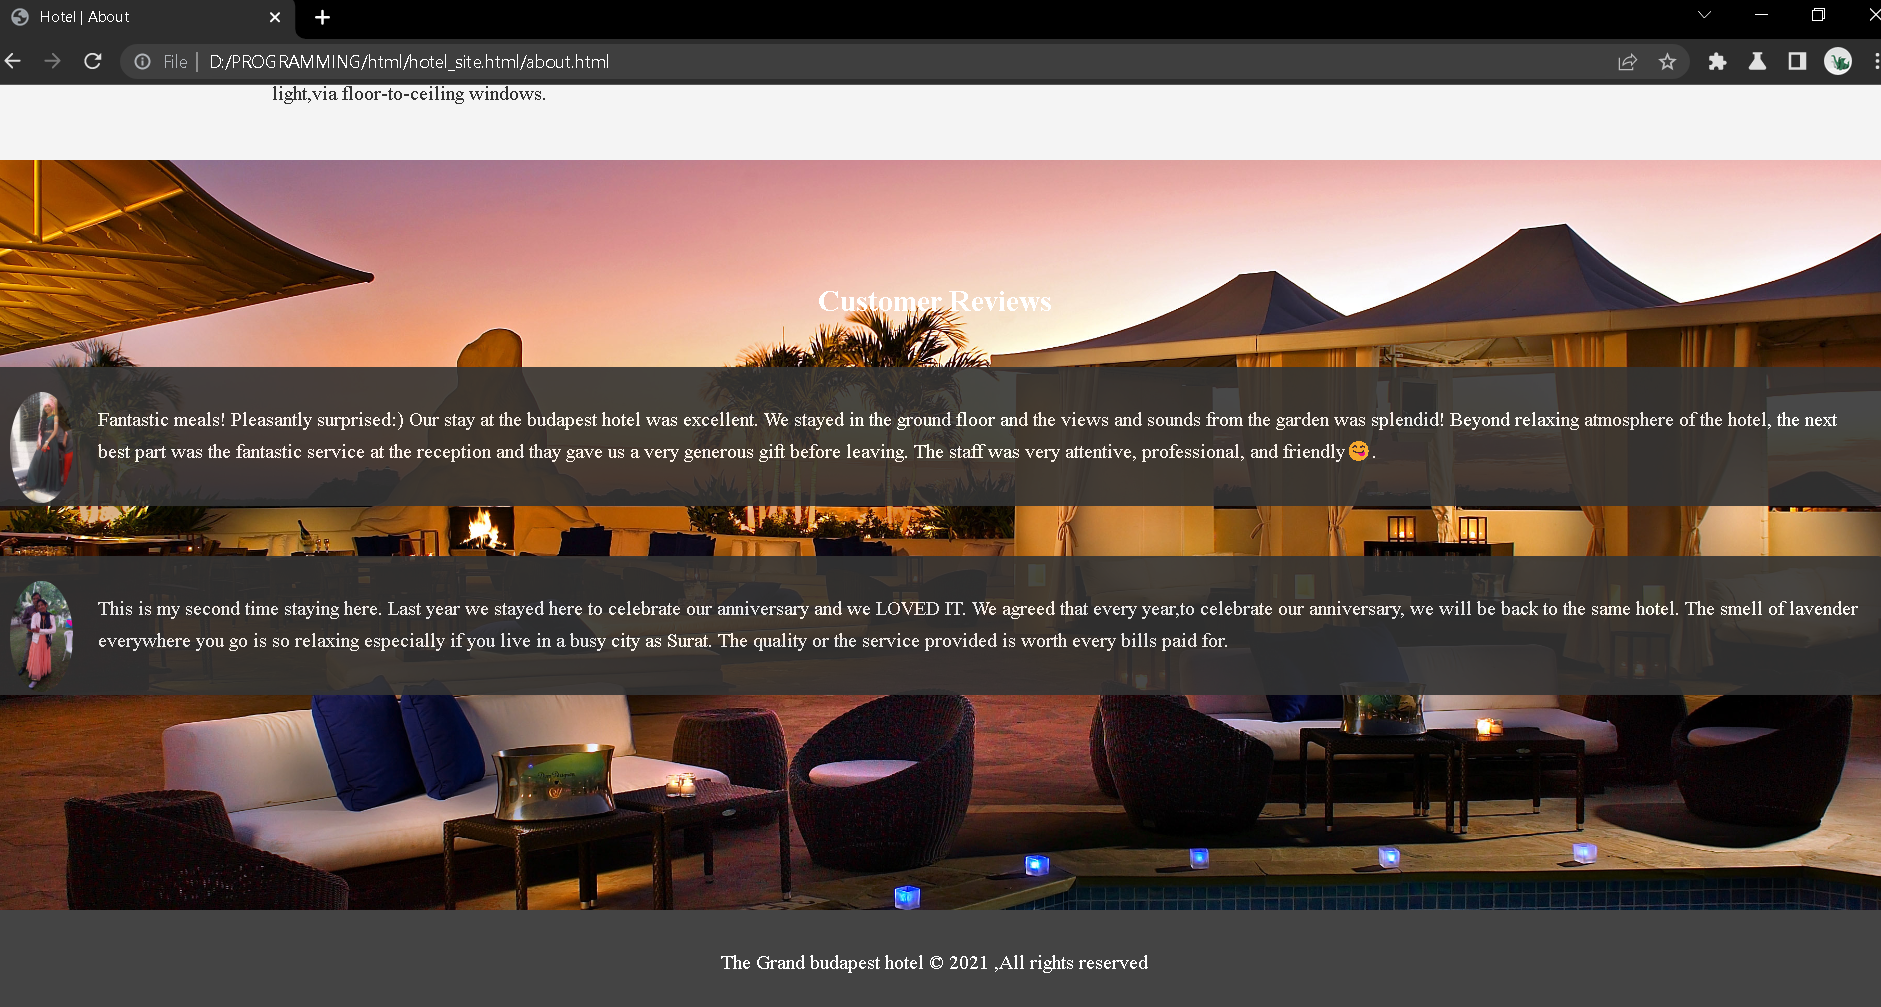 Hotel | About
File
D:/PROGRAMMING/html/hotel_site.html/about.html
light,via floor-to-ceiling windows.
Customer Reviews
Fantastic meals! Pleasantly surprised:) Our stay at the budapest hotel was excellent. We stayed in the ground floor and the views and sounds from the garden was splendid! Beyond relaxing atmosphere of the hotel, the next
best part was the fantastic service at the reception and thay gave us a very generous gift before leaving. The staff was very attentive, professional, and friendly😋.
This is my second time staying here. Last year we stayed here to celebrate our anniversary and we LOVED IT. We agreed that every year,to celebrate our anniversary, we will be back to the same hotel. The smell of lavender
everywhere you go is so relaxing especially if you live in a busy city as Surat. The quality or the service provided is worth every bills paid for.
The Grand budapest hotel © 2021 ,All rights reserved